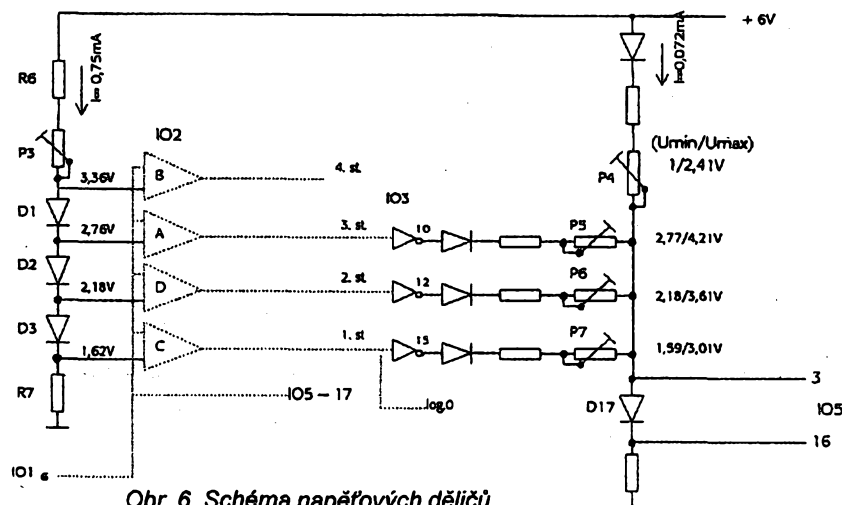 + 6V
I=0,75mA
I=0,072mA
R6
P3
IO2
(Umin/Umax)
1/2,41V
P4
3,36V
B
4. st.
IO3
D1
2,76V
A
3. st.
10
P5
2,77/4,21V
D2
2,18V
D
2. st.
12
P6
2,18/3,61V
D3
1,62V
C
1. st
15
P7
1,59/3,01V
R7
3
IO5 – 17
log.0
D17
IO5
16
IO1 6
Obr. 6. Schéma napěťových děličů